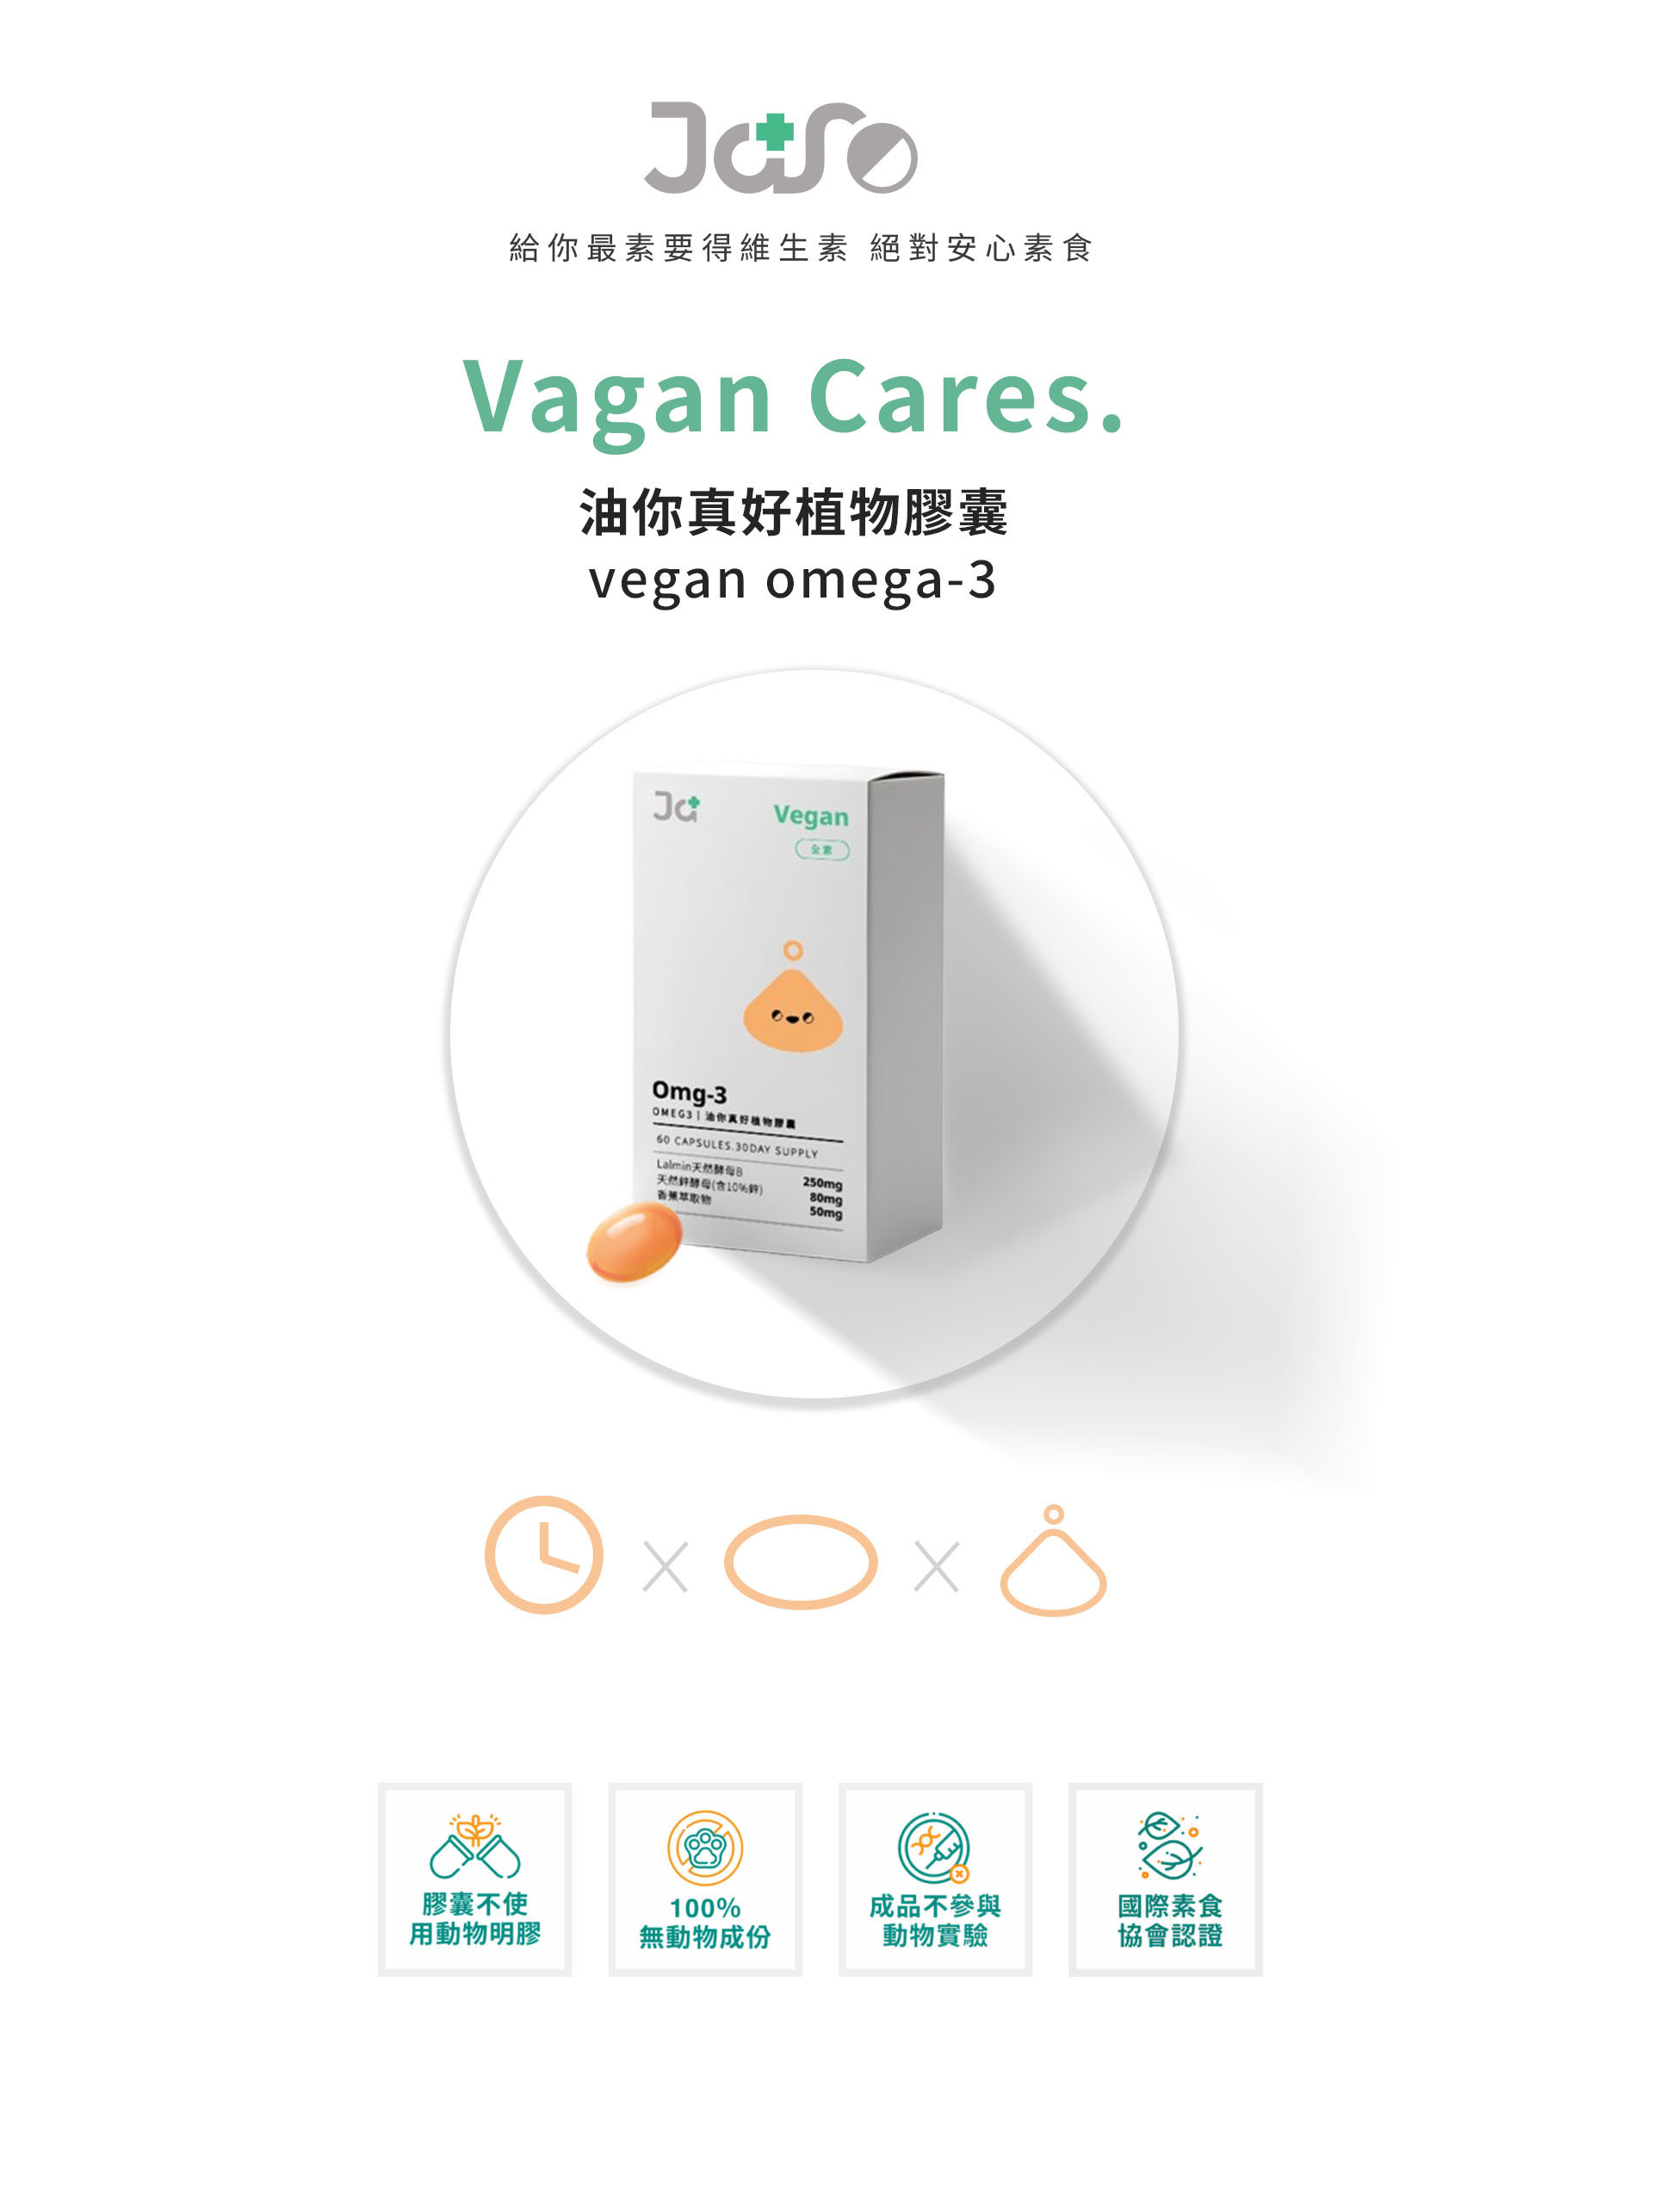 JaSo
給你最素要得維生素 絕對安心素食
Vagan Cares.
油你真好植物膠囊
vegan omega-3
Ja
Vegan
全素
Omg-3
OMEG3 | 油你真好植物膠囊
60 CAPSULES.30DAY SUPPLY
Lalmin天然酵母B 250mg
天然鋅酵母(含10%鋅) 80mg
香蕉萃取物 50mg
膠囊不使
用動物明膠
100%
無動物成份
成品不參與
動物實驗
國際素食
協會認證